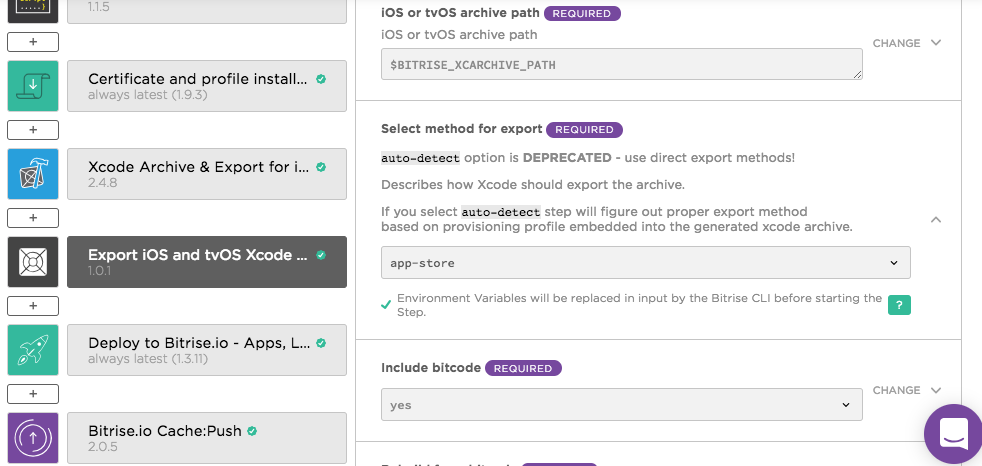 1.1.5
+
Certificate and profile install...
always latest (1.9.3)
+
Xcode Archive & Export for i...
2.4.8
+
Export iOS and tvOS Xcode ...
1.0.1
+
Deploy to Bitrise.io - Apps, L...
always latest (1.3.11)
+
Bitrise.io Cache:Push
2.0.5
iOS or tvOS archive path REQUIRED
iOS or tvOS archive path
CHANGE
$BITRISE_XCARCHIVE_PATH
Select method for export REQUIRED
auto-detect option is DEPRECATED - use direct export methods!
Describes how Xcode should export the archive.
If you select auto-detect step will figure out proper export method
based on provisioning profile embedded into the generated xcode archive.
app-store
Environment Variables will be replaced in input by the Bitrise CLI before starting the
Step.
?
Include bitcode REQUIRED
CHANGE
yes